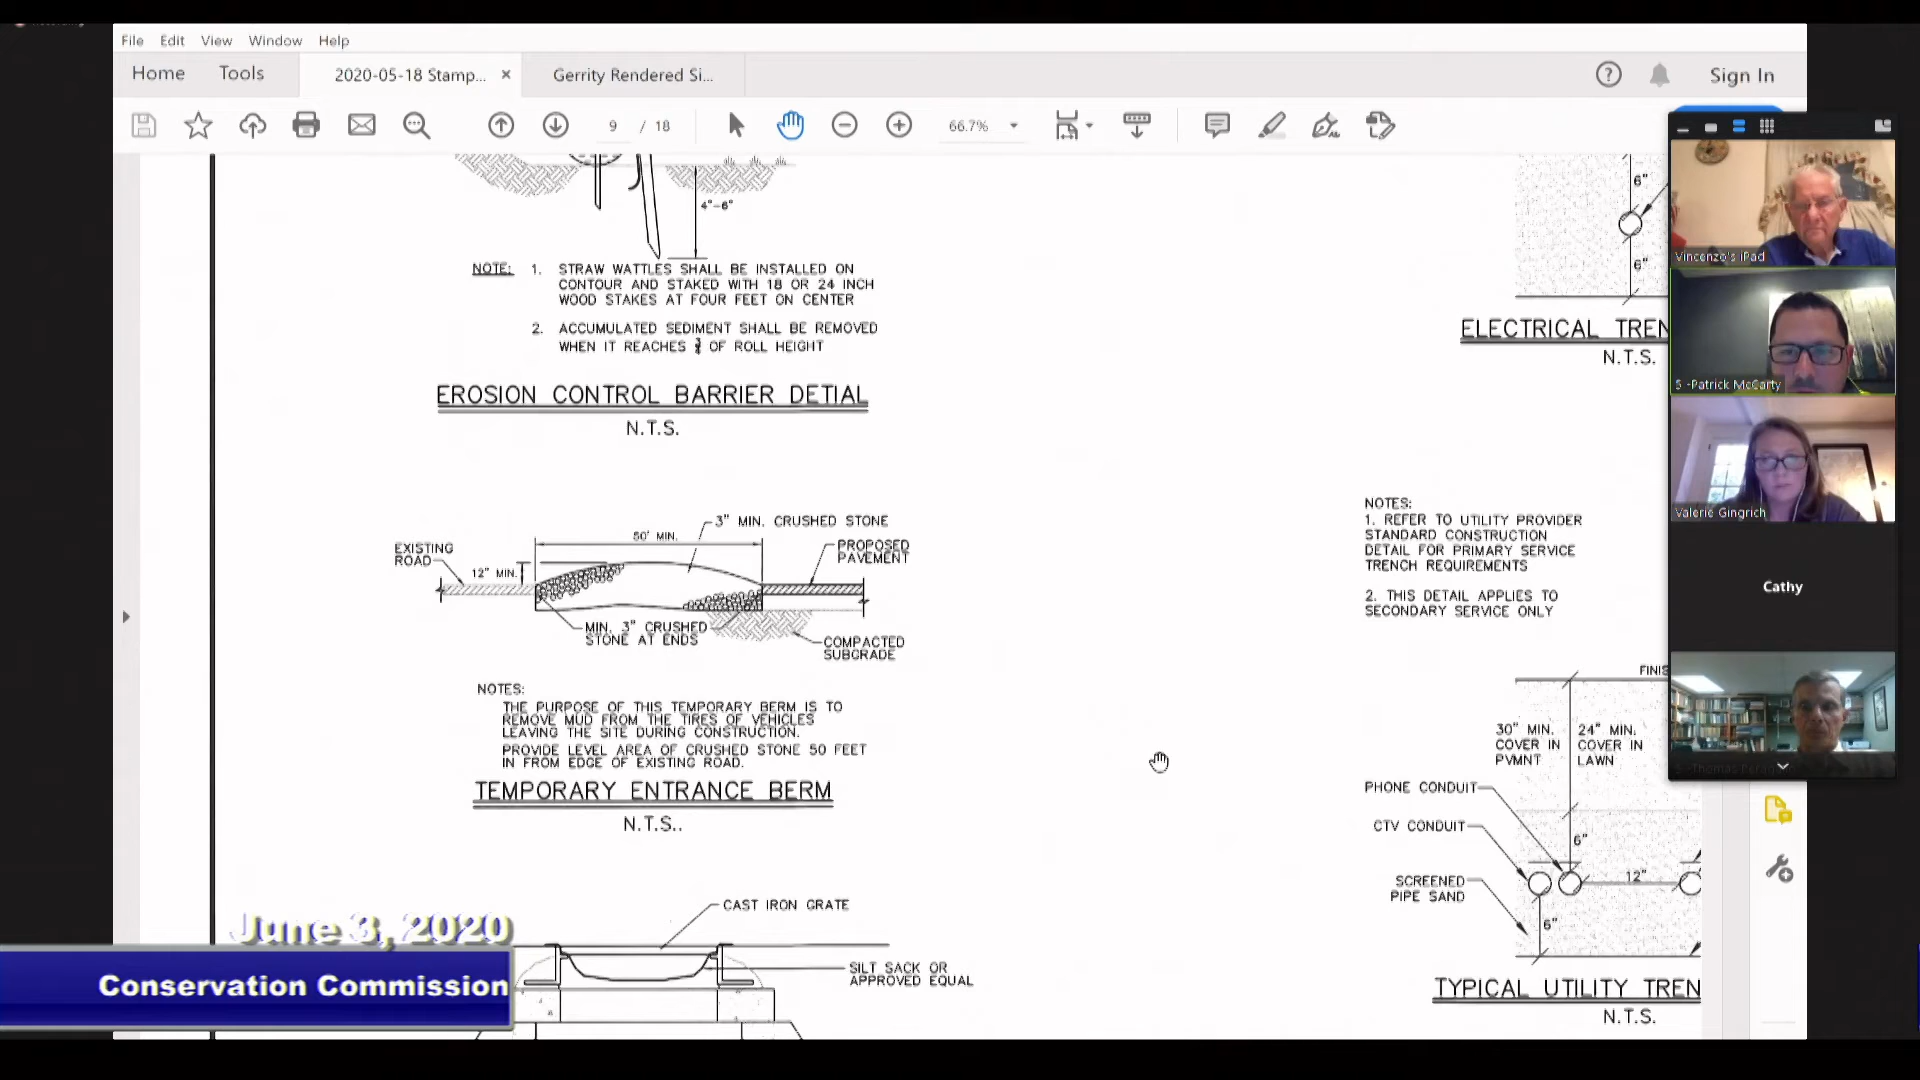 File Edit View Window Help
Home Tools 2020-05-18 Stamp... × Gerrity Rendered Si...
Sign In
9 / 18
66.7%
4"-6"
NOTE: 1. STRAW WATTLES SHALL BE INSTALLED ON
CONTOUR AND STAKED WITH 18 OR 24 INCH
WOOD STAKES AT FOUR FEET ON CENTER
2. ACCUMULATED SEDIMENT SHALL BE REMOVED
WHEN IT REACHES OF ROLL HEIGHT
EROSION CONTROL BARRIER DETIAL
N.T.S.
3" MIN. CRUSHED STONE
50' MIN.
EXISTING
ROAD
12" MIN.
PROPOSED
PAVEMENT
MIN. 3" CRUSHED
STONE AT ENDS
COMPACTED
SUBGRADE
NOTES:
THE PURPOSE OF THIS TEMPORARY BERM IS TO
REMOVE MUD FROM THE TIRES OF VEHICLES
LEAVING THE SITE DURING CONSTRUCTION.
PROVIDE LEVEL AREA OF CRUSHED STONE 50 FEET
IN FROM EDGE OF EXISTING ROAD.
TEMPORARY ENTRANCE BERM
N.T.S..
CAST IRON GRATE
SILT SACK OR
APPROVED EQUAL
6"
6"
ELECTRICAL TREN
N.T.S.
NOTES:
1. REFER TO UTILITY PROVIDER
STANDARD CONSTRUCTION
DETAIL FOR PRIMARY SERVICE
TRENCH REQUIREMENTS
2. THIS DETAIL APPLIES TO
SECONDARY SERVICE ONLY
FINIS
30" MIN.
COVER IN
PVMNT
24" MIN.
COVER IN
LAWN
PHONE CONDUIT
CTV CONDUIT
6"
12"
SCREENED
PIPE SAND
6"
TYPICAL UTILITY TREN
N.T.S.
Vincenzo's iPad
5 -Patrick McCarty
Valerie Gingrich
Cathy
June 3, 2020
Conservation Commission